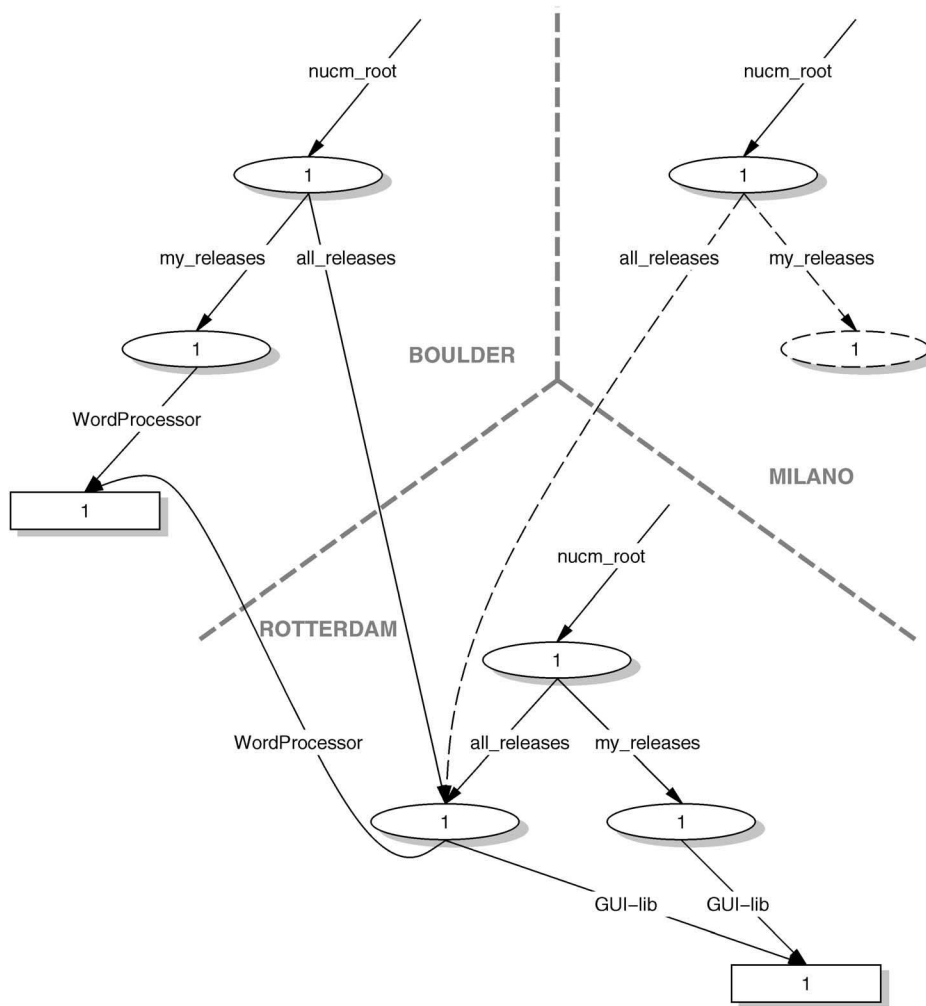 nucm_root
nucm_root
1
1
my_releases
all_releases
all_releases
my_releases
1
BOULDER
1
WordProcessor
MILANO
1
nucm_root
ROTTERDAM
1
WordProcessor
all_releases
my_releases
1
1
GUI-lib
GUI-lib
1